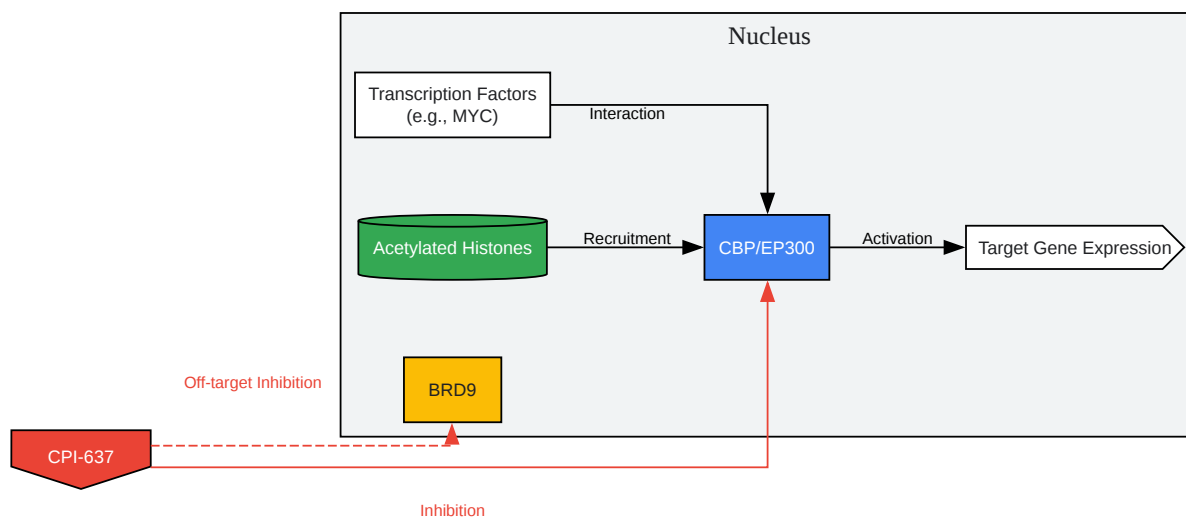 Nucleus
Transcription Factors
(e.g., MYC)
Interaction
Acetylated Histones
Recruitment
CBP/EP300
Activation
Target Gene Expression
Off-target Inhibition
BRD9
CPI-637
Inhibition